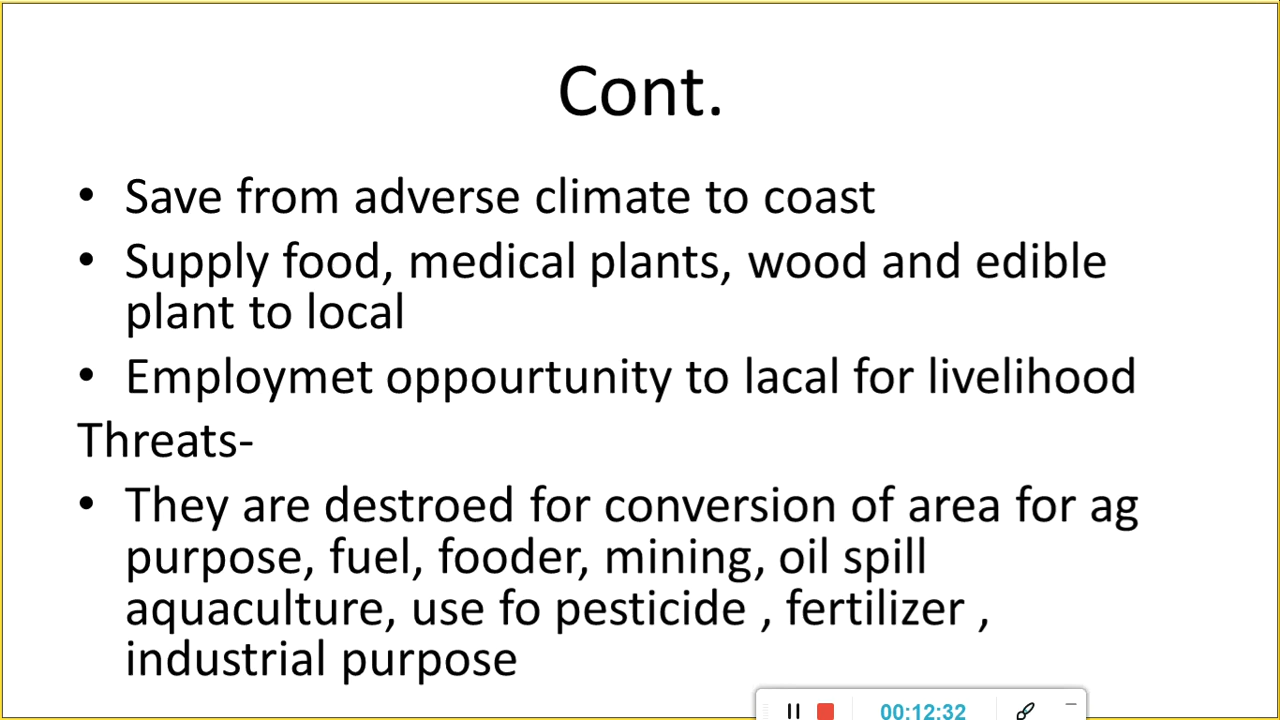 Cont.
• Save from adverse climate to coast
• Supply food, medical plants, wood and edible
plant to local
• Employmet oppourtunity to lacal for livelihood
Threats-
• They are destroed for conversion of area for ag
purpose, fuel, fooder, mining, oil spill
aquaculture, use fo pesticide , fertilizer ,
industrial purpose
00:12:32